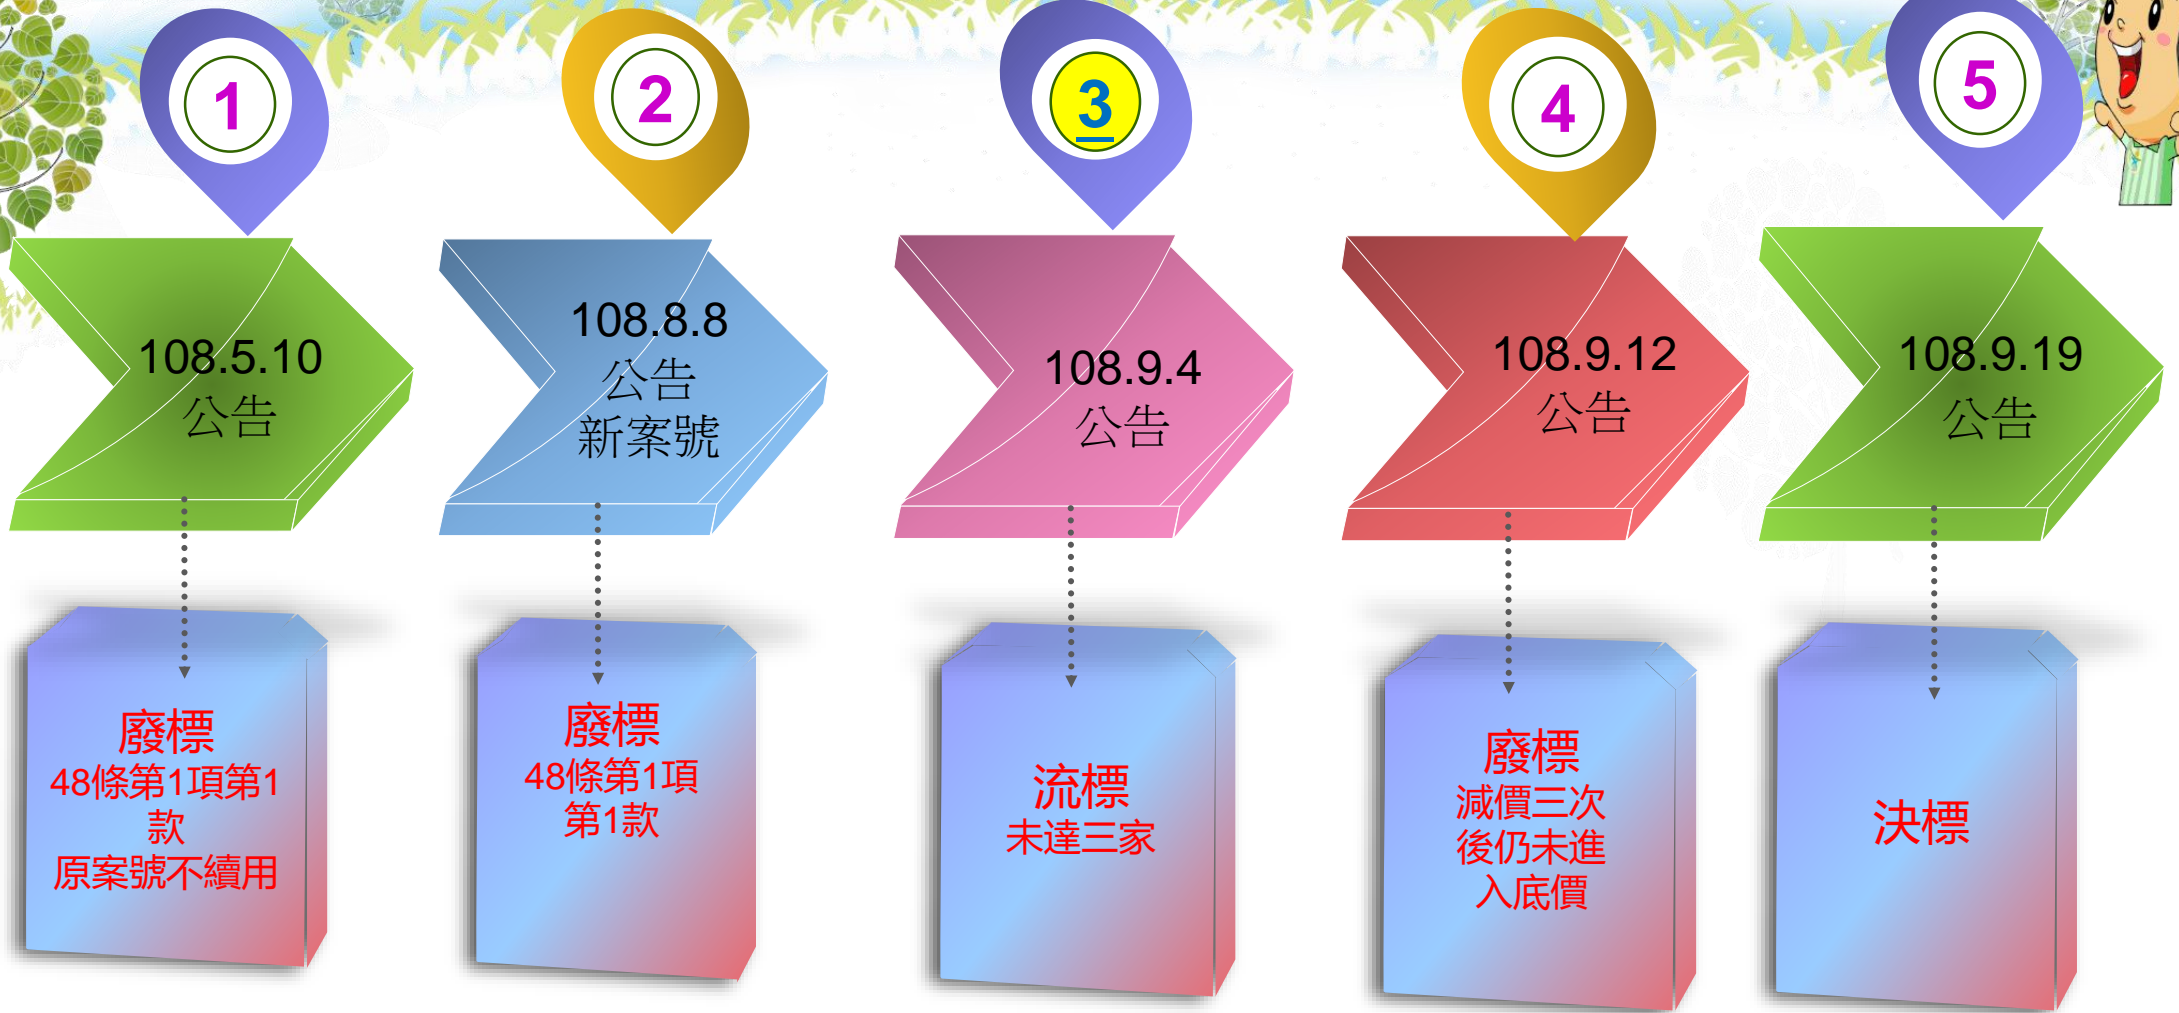 1
2
3
4
5
108.5.10
公告
108.8.8
公告
新案號
108.9.4
公告
108.9.12
公告
108.9.19
公告
廢標
48條第1項第1
款
原案號不續用
廢標
48條第1項
第1款
流標
未達三家
廢標
減價三次
後仍未進
入底價
決標